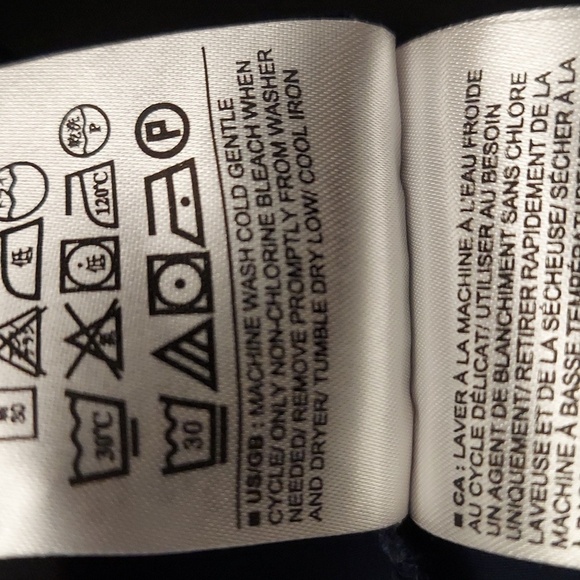 30 低
30°C 低 120°C 乾洗 P
30 P
■ US/GB : MACHINE WASH COLD GENTLE
CYCLE/ ONLY NON-CHLORINE BLEACH WHEN
NEEDED/ REMOVE PROMPTLY FROM WASHER
AND DRYER/ TUMBLE DRY LOW/ COOL IRON
■ CA : LAVER À LA MACHINE À L'EAU FROIDE
AU CYCLE DÉLICAT/ UTILISER AU BESOIN
UN AGENT DE BLANCHIMENT SANS CHLORE
UNIQUEMENT/ RETIRER RAPIDEMENT DE LA
LAVEUSE ET DE LA SÉCHEUSE/ SÉCHER À LA
MACHINE À BASSE